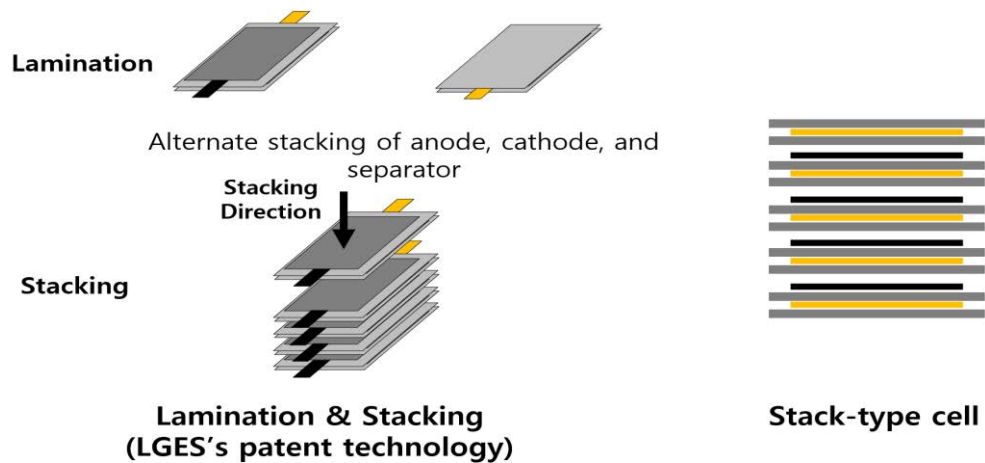 Lamination
Alternate stacking of anode, cathode, and
separator
Stacking
Direction
Stacking
Lamination & Stacking
(LGES's patent technology)
Stack-type cell